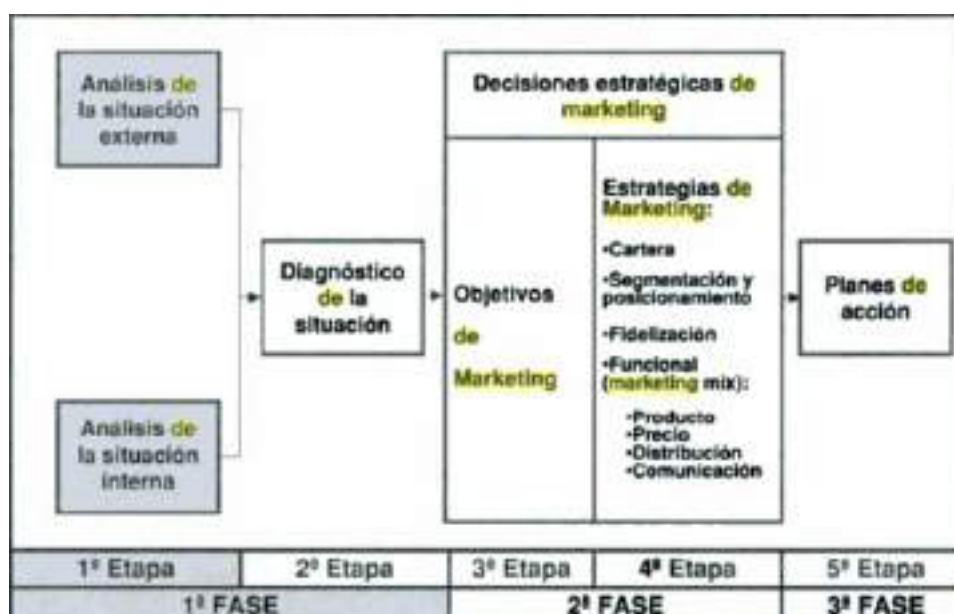 Análisis de
la situación
externa
Análisis de
la situación
interna
Diagnóstico
de la
situación
Decisiones estratégicas de
marketing
Objetivos
de
Marketing
Estrategias de
Marketing:
•Cartera
•Segmentación y
posicionamiento
•Fidelización
•Funcional
(marketing mix):
•Producto
•Precio
•Distribución
•Comunicación
Planes de
acción
1ª Etapa 2ª Etapa 3ª Etapa 4ª Etapa 5ª Etapa
1ª FASE 2ª FASE 3ª FASE